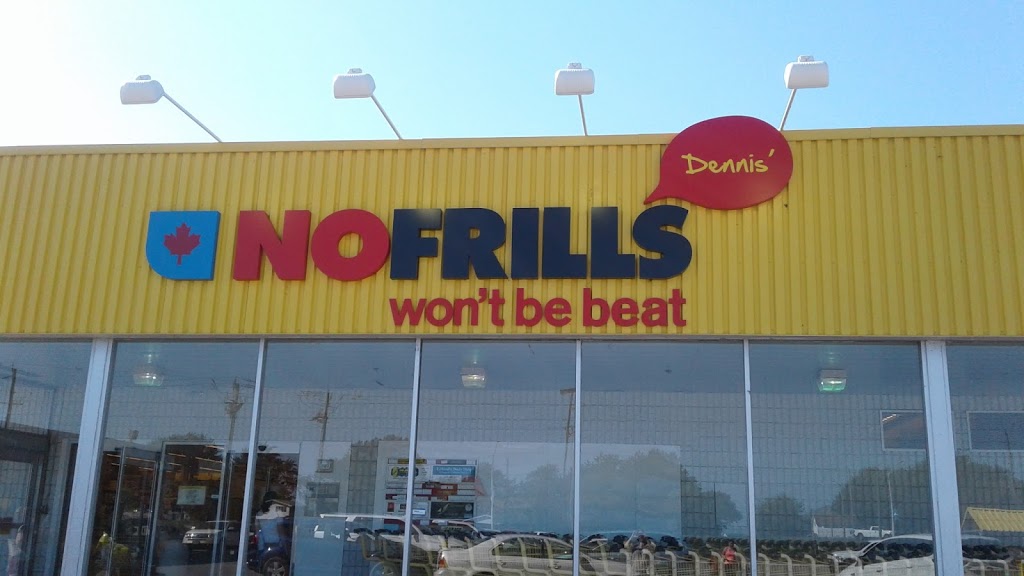 Dennis'
NOFRILLS
won't be beat